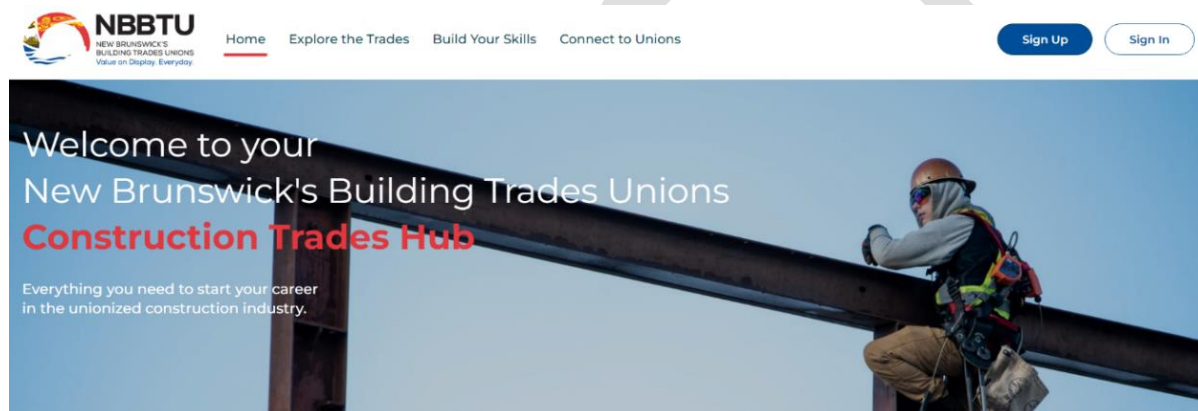 NBBTU
NEW BRUNSWICK'S
BUILDING TRADES UNIONS
Value on Display. Everyday.
Home
Explore the Trades
Build Your Skills
Connect to Unions
Sign Up
Sign In
Welcome to your
New Brunswick's Building Trades Unions
Construction Trades Hub
Everything you need to start your career
in the unionized construction industry.